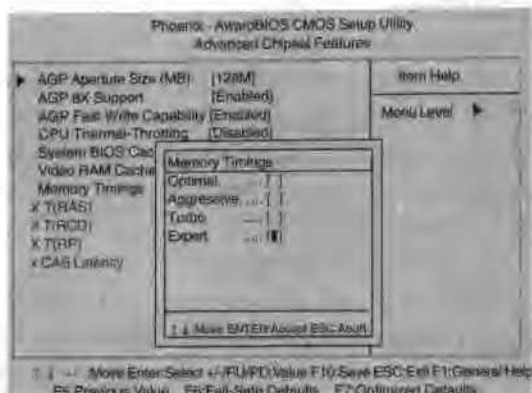 Phoenix - AwardBIOS CMOS Setup Utility
Advanced Chipset Features
AGP Aperture Size (MB) [128M]
AGP 8X Support [Enabled]
AGP Fast Write Capability [Enabled]
CPU Thermal-Throttling [Disabled]
System BIOS Cac
Video RAM Cache
Memory Timings
X T(RAS)
X T(RCD)
X T(RP)
x CAS Latency
Item Help
Menu Level
Memory Timings
Optimal ....[ ]
Aggressive ....[ ]
Turbo ....[ ]
Expert ....[■]
↑↓ Move ENTER:Accept ESC:Abort
↑↓ Move Enter:Select +/-/PU/PD:Value F10:Save ESC:Exit F1:General Help
F5:Previous Value F6:Fail-Safe Defaults F7:Optimized Defaults